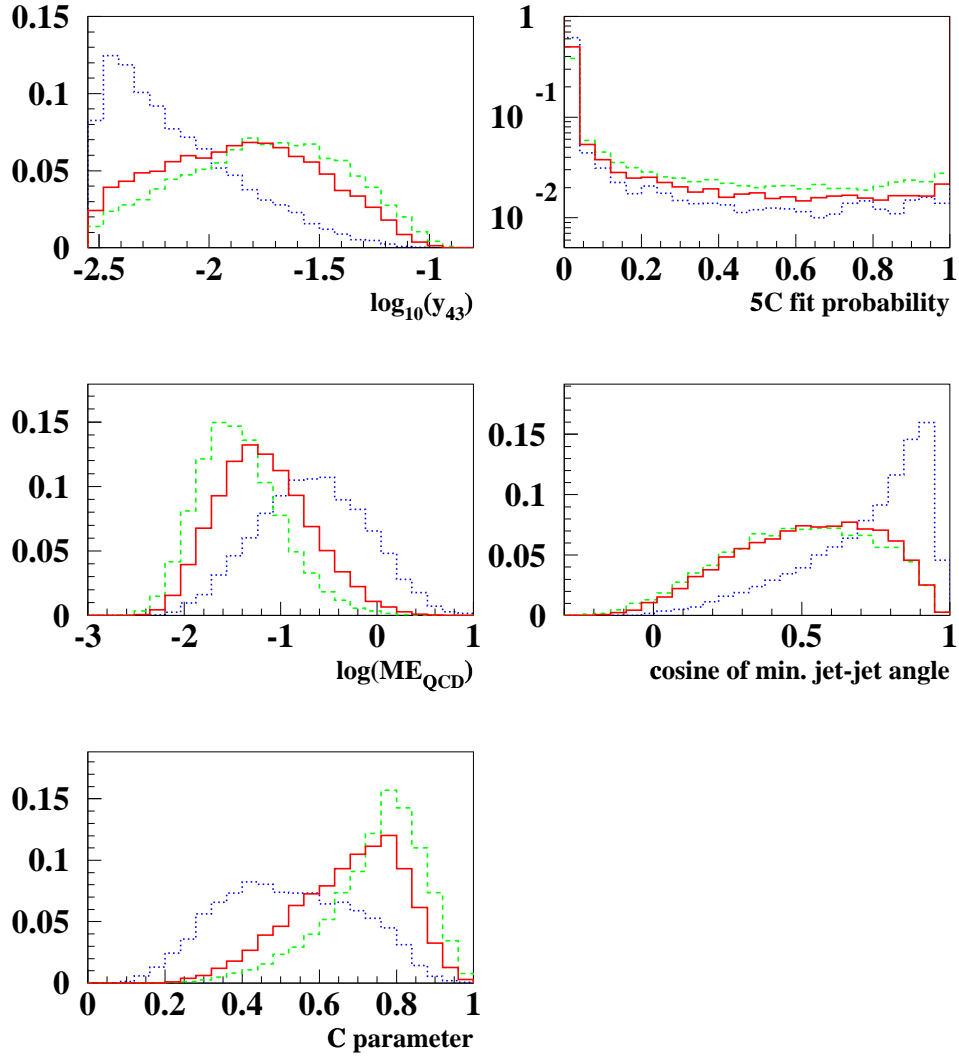 0.15
0.1
0.05
0
-2.5 -2 -1.5 -1
log10(y43)
1
10 -1
10 -2
0 0.2 0.4 0.6 0.8 1
5C fit probability
0.15
0.1
0.05
0
-3 -2 -1 0 1
log(MEQCD)
0.15
0.1
0.05
0
0 0.5 1
cosine of min. jet-jet angle
0.15
0.1
0.05
0
0 0.2 0.4 0.6 0.8 1
C parameter